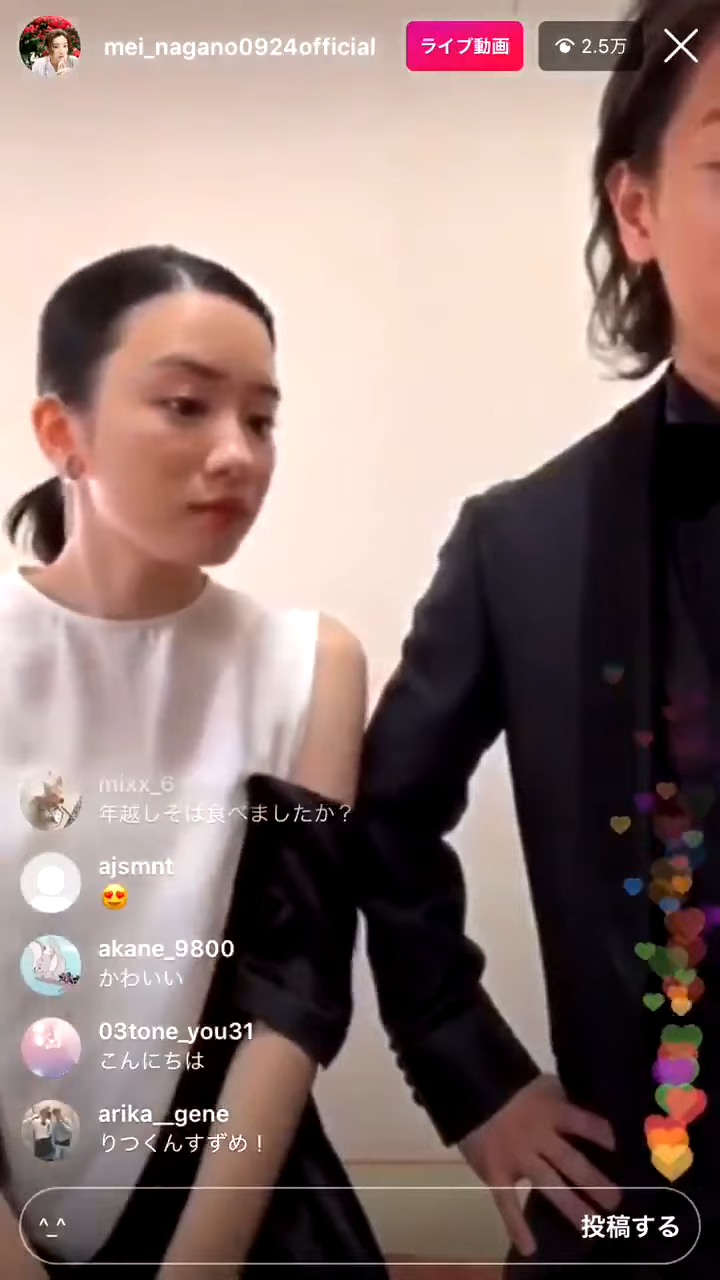 mei_nagano0924official
ライブ動画
2.5万
mixx_6
年越しそは食べましたか？
ajsmnt
akane_9800
かわいい
03tone_you31
こんにちは
arika__gene
りつくんすずめ！
^_^
投稿する